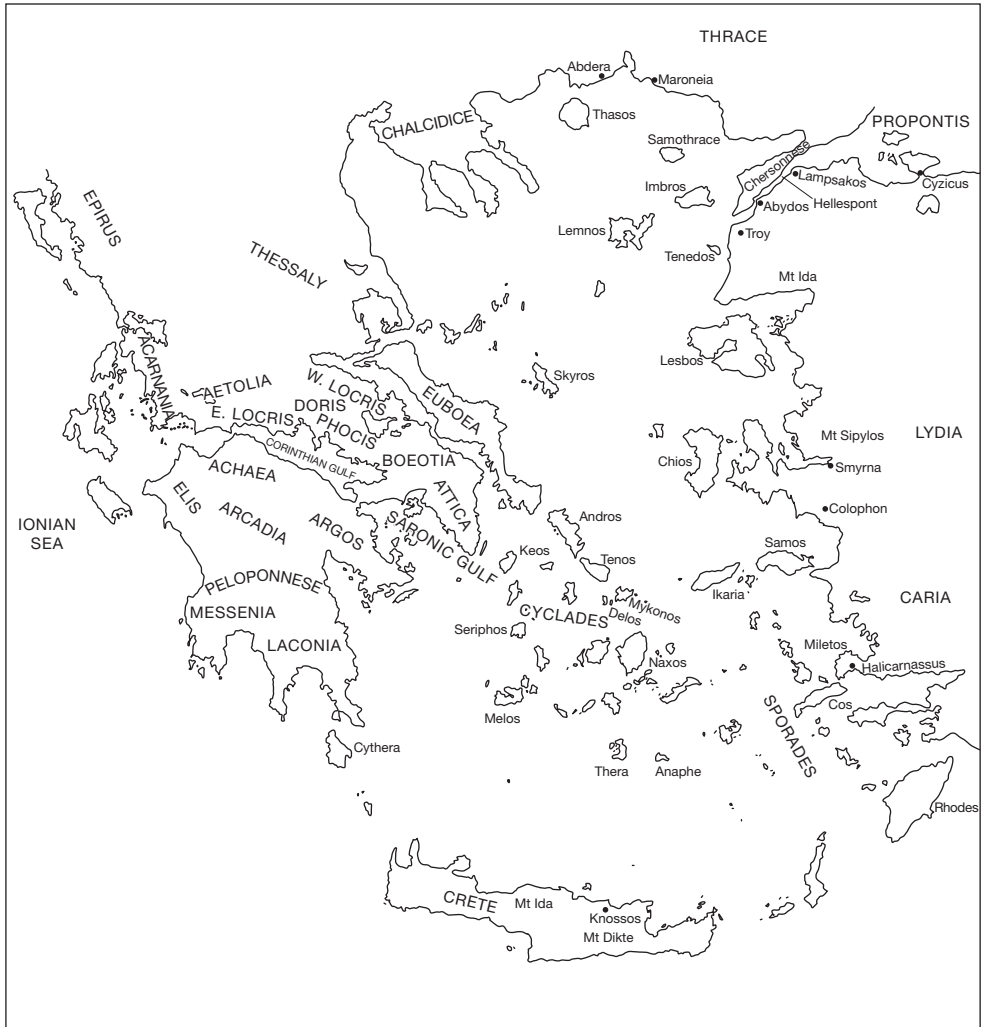 THRACE
Abdera
Maroneia
Thasos
CHALCIDICE
PROPONTIS
Samothrace
Chersonnese
Lampsakos
Cyzicus
Imbros
Abydos
Hellespont
EPIRUS
Lemnos
Troy
Tenedos
THESSALY
Mt Ida
ACARNANIA
Lesbos
Skyros
AETOLIA
W. LOCRIS
EUBOEA
DORIS
E. LOCRIS
PHOCIS
CORINTHIAN GULF
BOEOTIA
Mt Sipylos
LYDIA
Chios
Smyrna
ACHAEA
ELIS
ATTICA
ARCADIA
ARGOS
SARONIC GULF
Colophon
IONIAN
SEA
Andros
Keos
Tenos
Samos
Ikaria
PELOPONNESE
MESSENIA
CYCLADES
Delos
Mykonos
CARIA
Seriphos
LACONIA
Miletos
Naxos
Halicarnassus
Melos
Cos
SPORADES
Cythera
Thera
Anaphe
Rhodes
CRETE
Mt Ida
Knossos
Mt Dikte